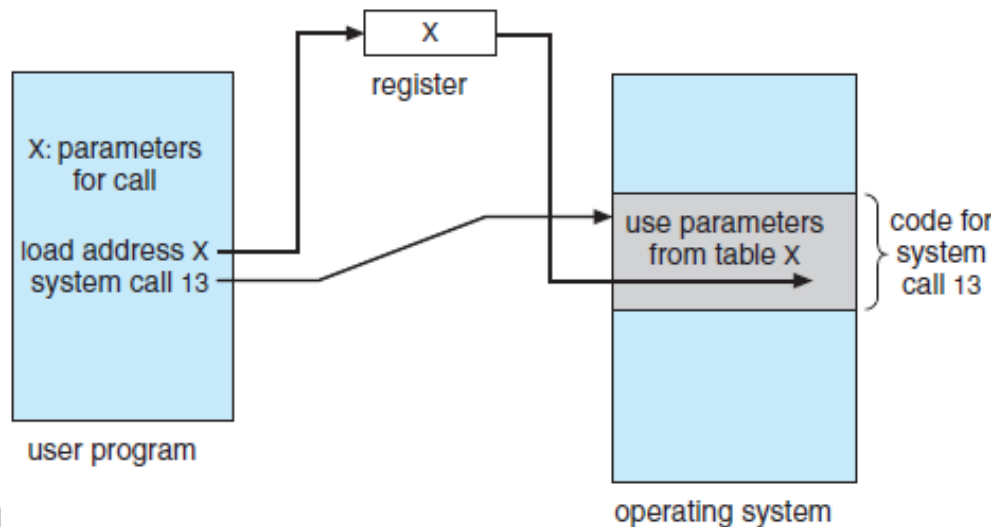 X
register
X: parameters
for call
load address X
system call 13
use parameters
from table X
code for
system
call 13
user program
operating system